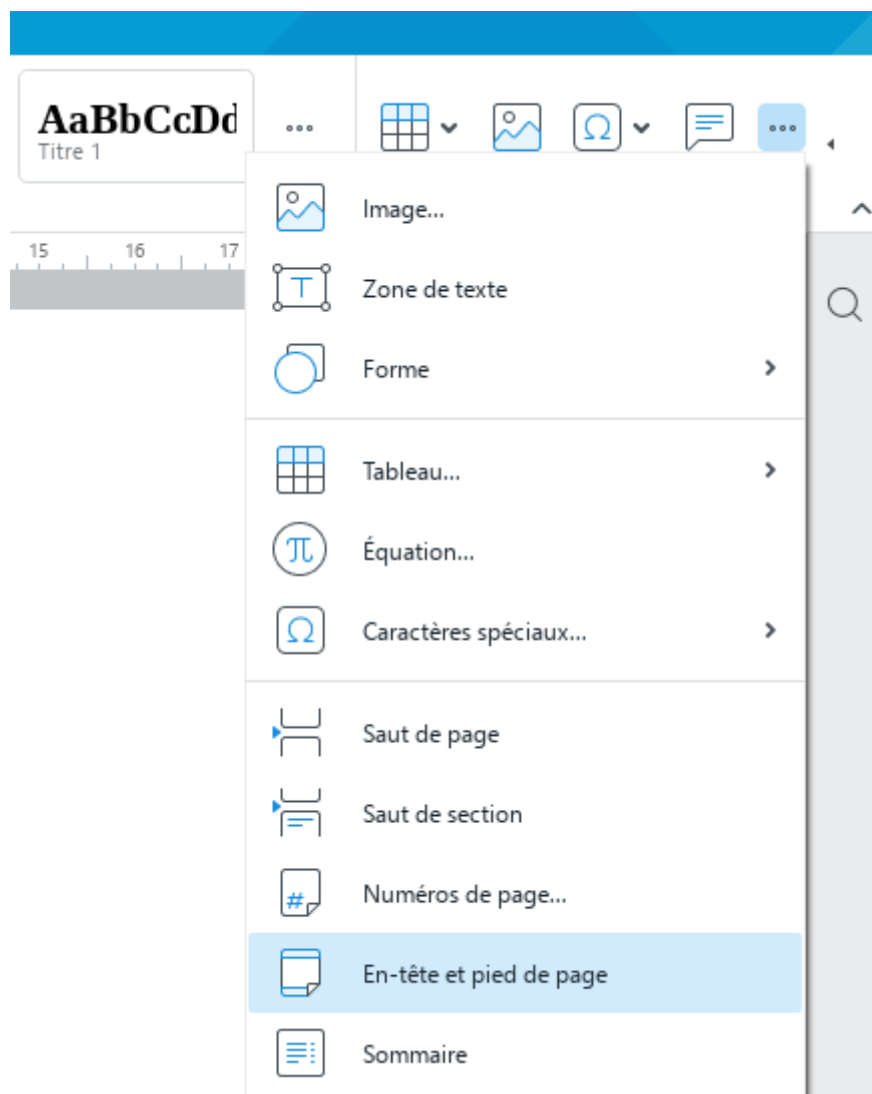 AaBbCcDd
Titre 1
15 16 17
Image...
Zone de texte
Forme
Tableau...
Équation...
Caractères spéciaux...
Saut de page
Saut de section
Numéros de page...
En-tête et pied de page
Sommaire